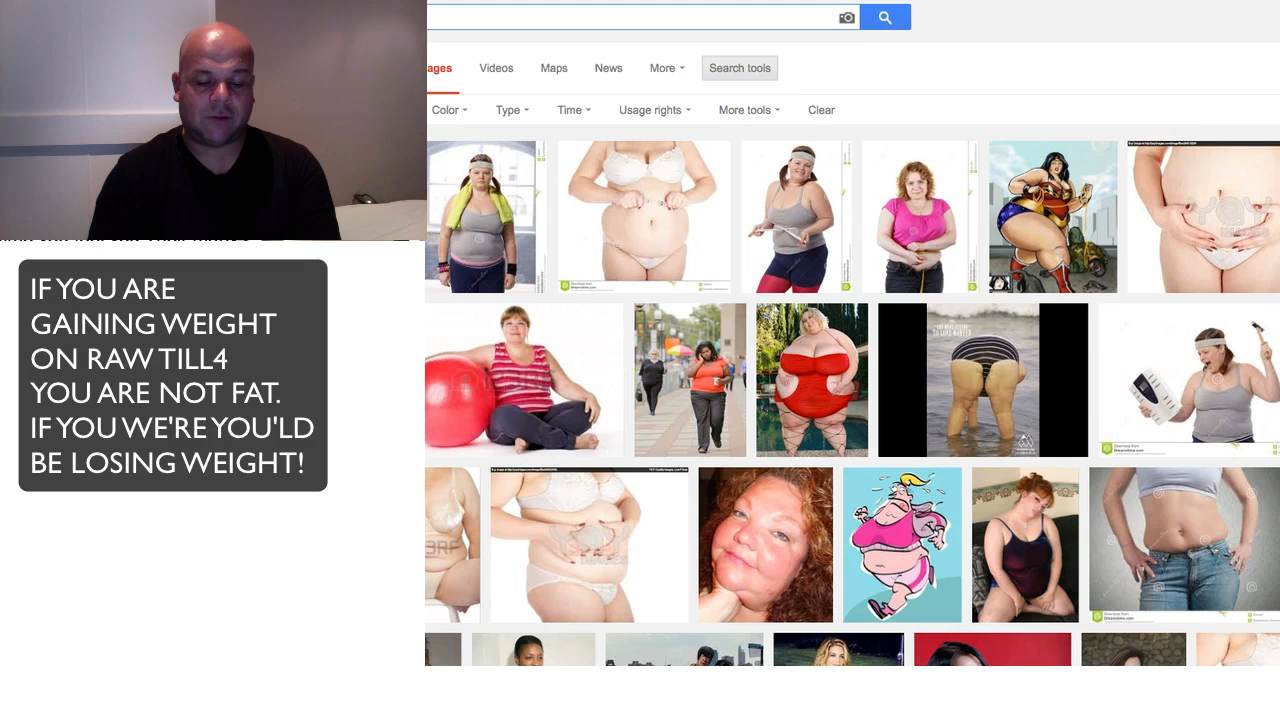 ages Videos Maps News More Search tools
Color Type Time Usage rights More tools Clear
IF YOU ARE
GAINING WEIGHT
ON RAW TILL4
YOU ARE NOT FAT.
IF YOU WE'RE YOU'LD
BE LOSING WEIGHT!